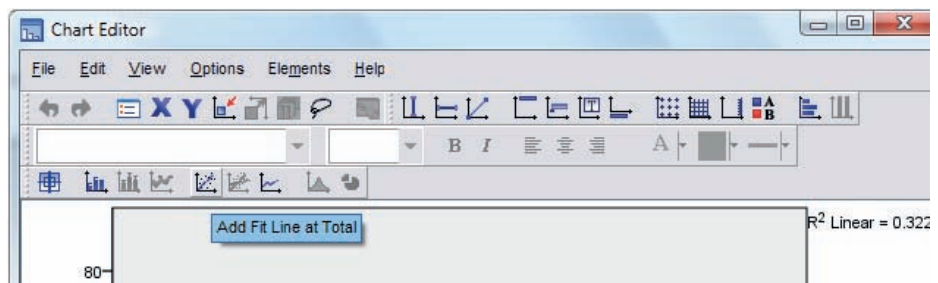 Chart Editor
File Edit View Options Elements Help
X Y T A B
B I A
Add Fit Line at Total
R² Linear = 0.322
80